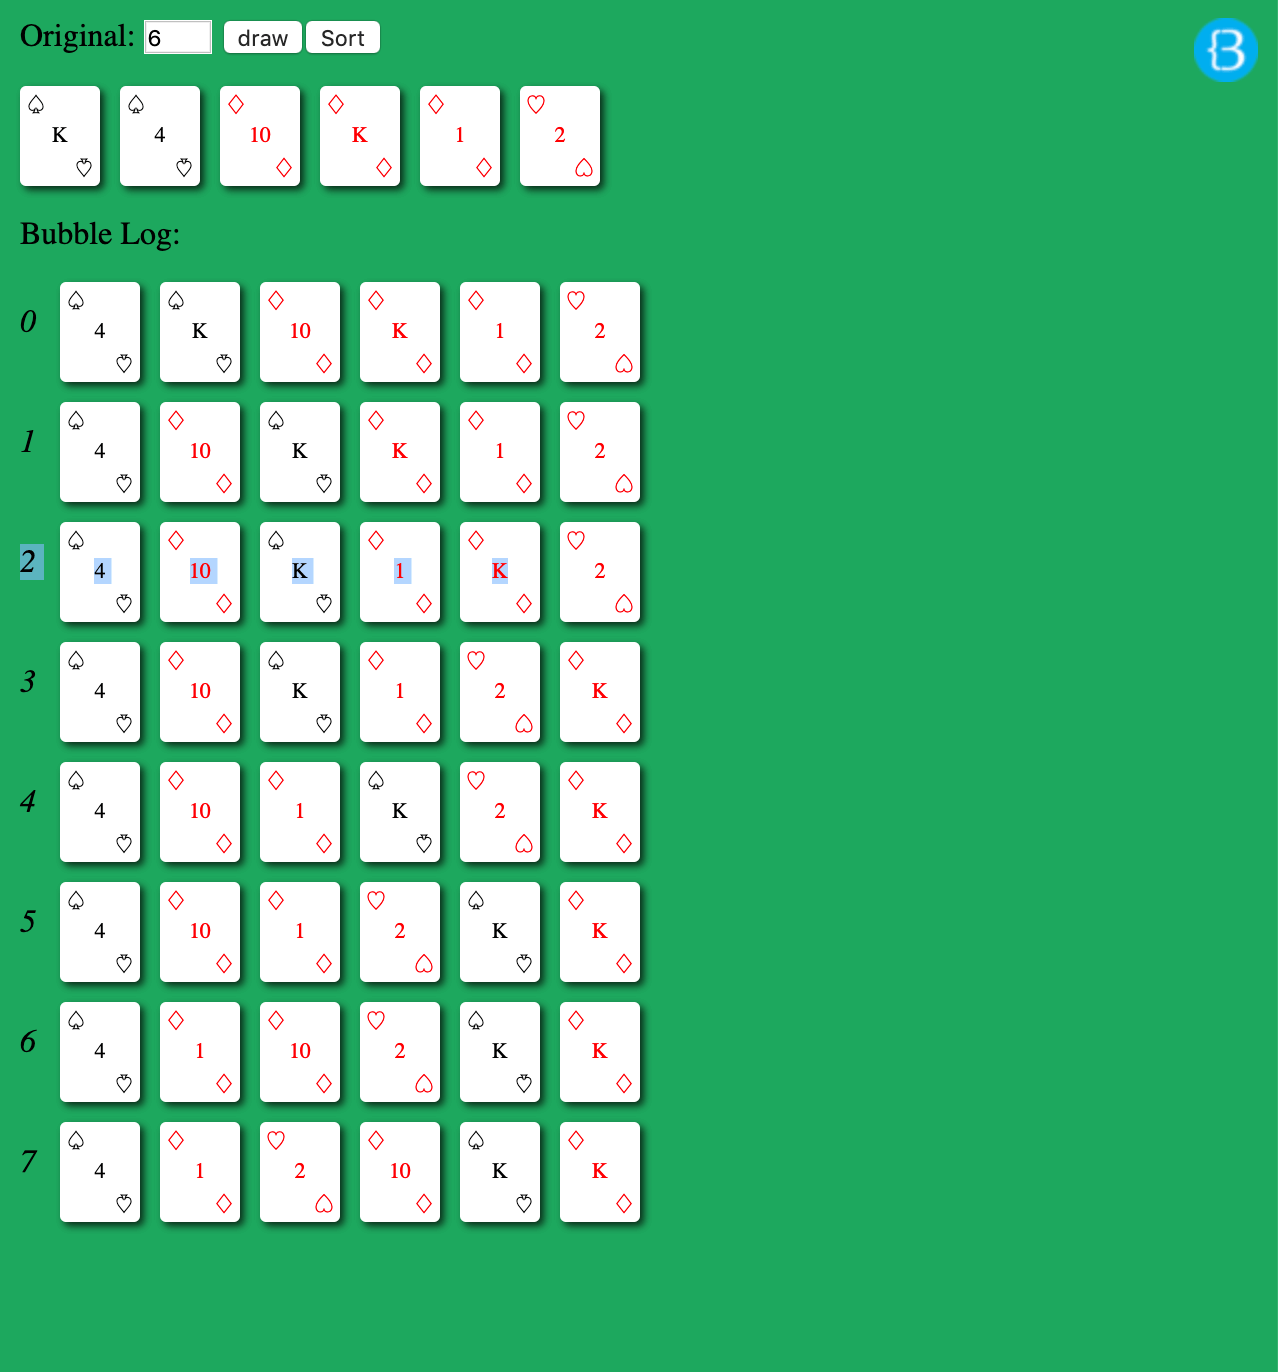 Original: 6 draw Sort
♤ ♤ ♢ ♢ ♢ ♡
K 4 10 K 1 2
♤ ♤ ♢ ♢ ♢ ♡
Bubble Log:
♤ ♤ ♢ ♢ ♢ ♡
0 4 K 10 K 1 2
♤ ♤ ♢ ♢ ♢ ♡
♤ ♢ ♤ ♢ ♢ ♡
1 4 10 K K 1 2
♤ ♢ ♤ ♢ ♢ ♡
♤ ♢ ♤ ♢ ♢ ♡
2 4 10 K 1 K 2
♤ ♢ ♤ ♢ ♢ ♡
♤ ♢ ♤ ♢ ♡ ♢
3 4 10 K 1 2 K
♤ ♢ ♤ ♢ ♡ ♢
♤ ♢ ♢ ♤ ♡ ♢
4 4 10 1 K 2 K
♤ ♢ ♢ ♤ ♡ ♢
♤ ♢ ♢ ♡ ♤ ♢
5 4 10 1 2 K K
♤ ♢ ♢ ♡ ♤ ♢
♤ ♢ ♢ ♡ ♤ ♢
6 4 1 10 2 K K
♤ ♢ ♢ ♡ ♤ ♢
♤ ♢ ♡ ♢ ♤ ♢
7 4 1 2 10 K K
♤ ♢ ♡ ♢ ♤ ♢